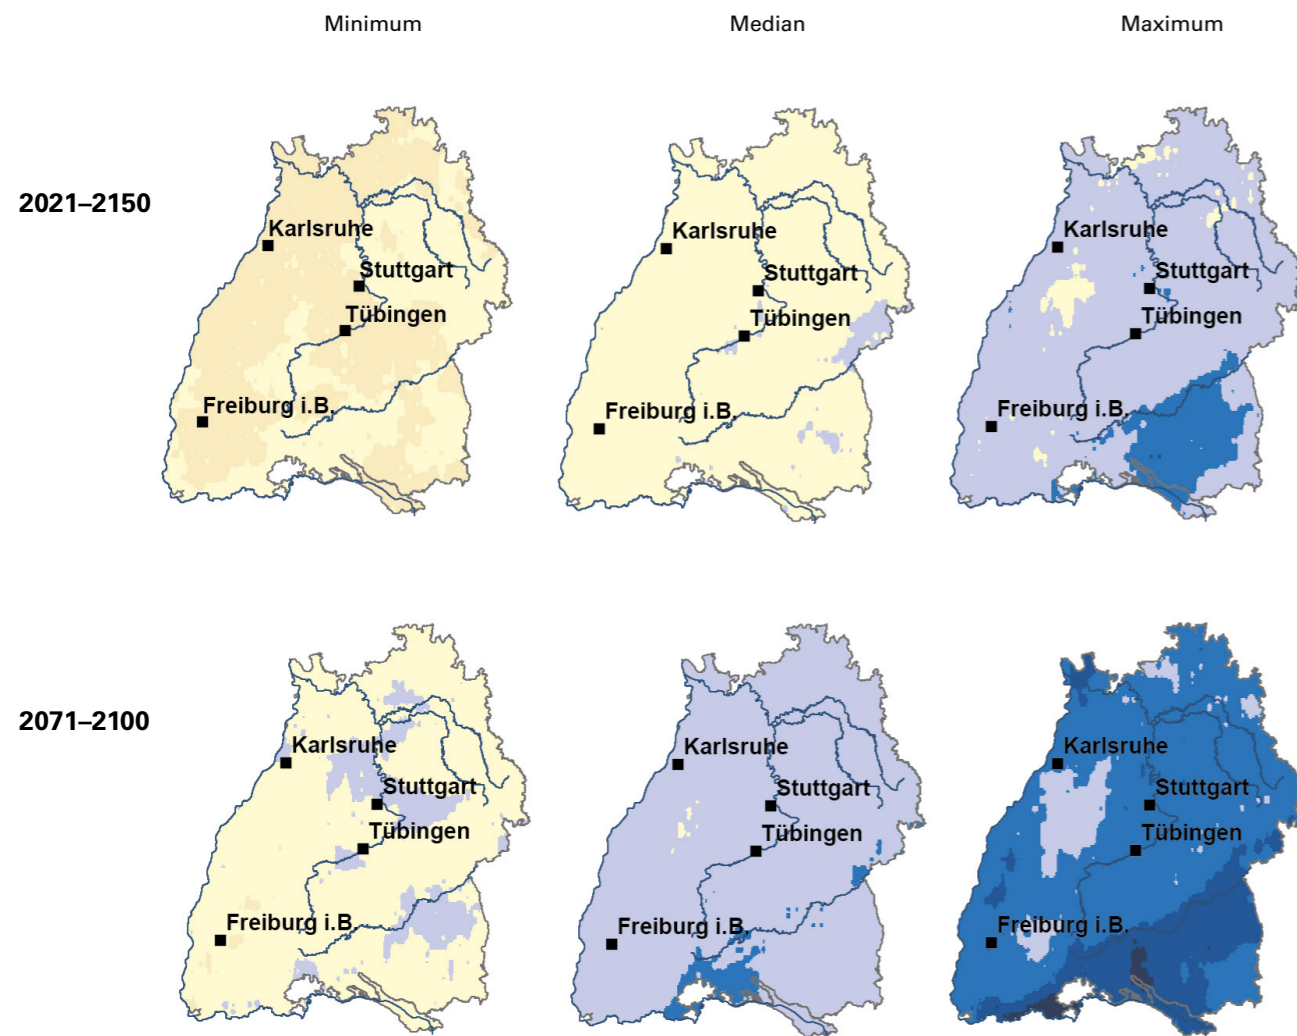 Minimum Median Maximum
2021–2150
Karlsruhe
Stuttgart
Tübingen
Freiburg i.B.
Karlsruhe
Stuttgart
Tübingen
Freiburg i.B.
Karlsruhe
Stuttgart
Tübingen
Freiburg i.B.
2071–2100
Karlsruhe
Stuttgart
Tübingen
Freiburg i.B.
Karlsruhe
Stuttgart
Tübingen
Freiburg i.B.
Karlsruhe
Stuttgart
Tübingen
Freiburg i.B.